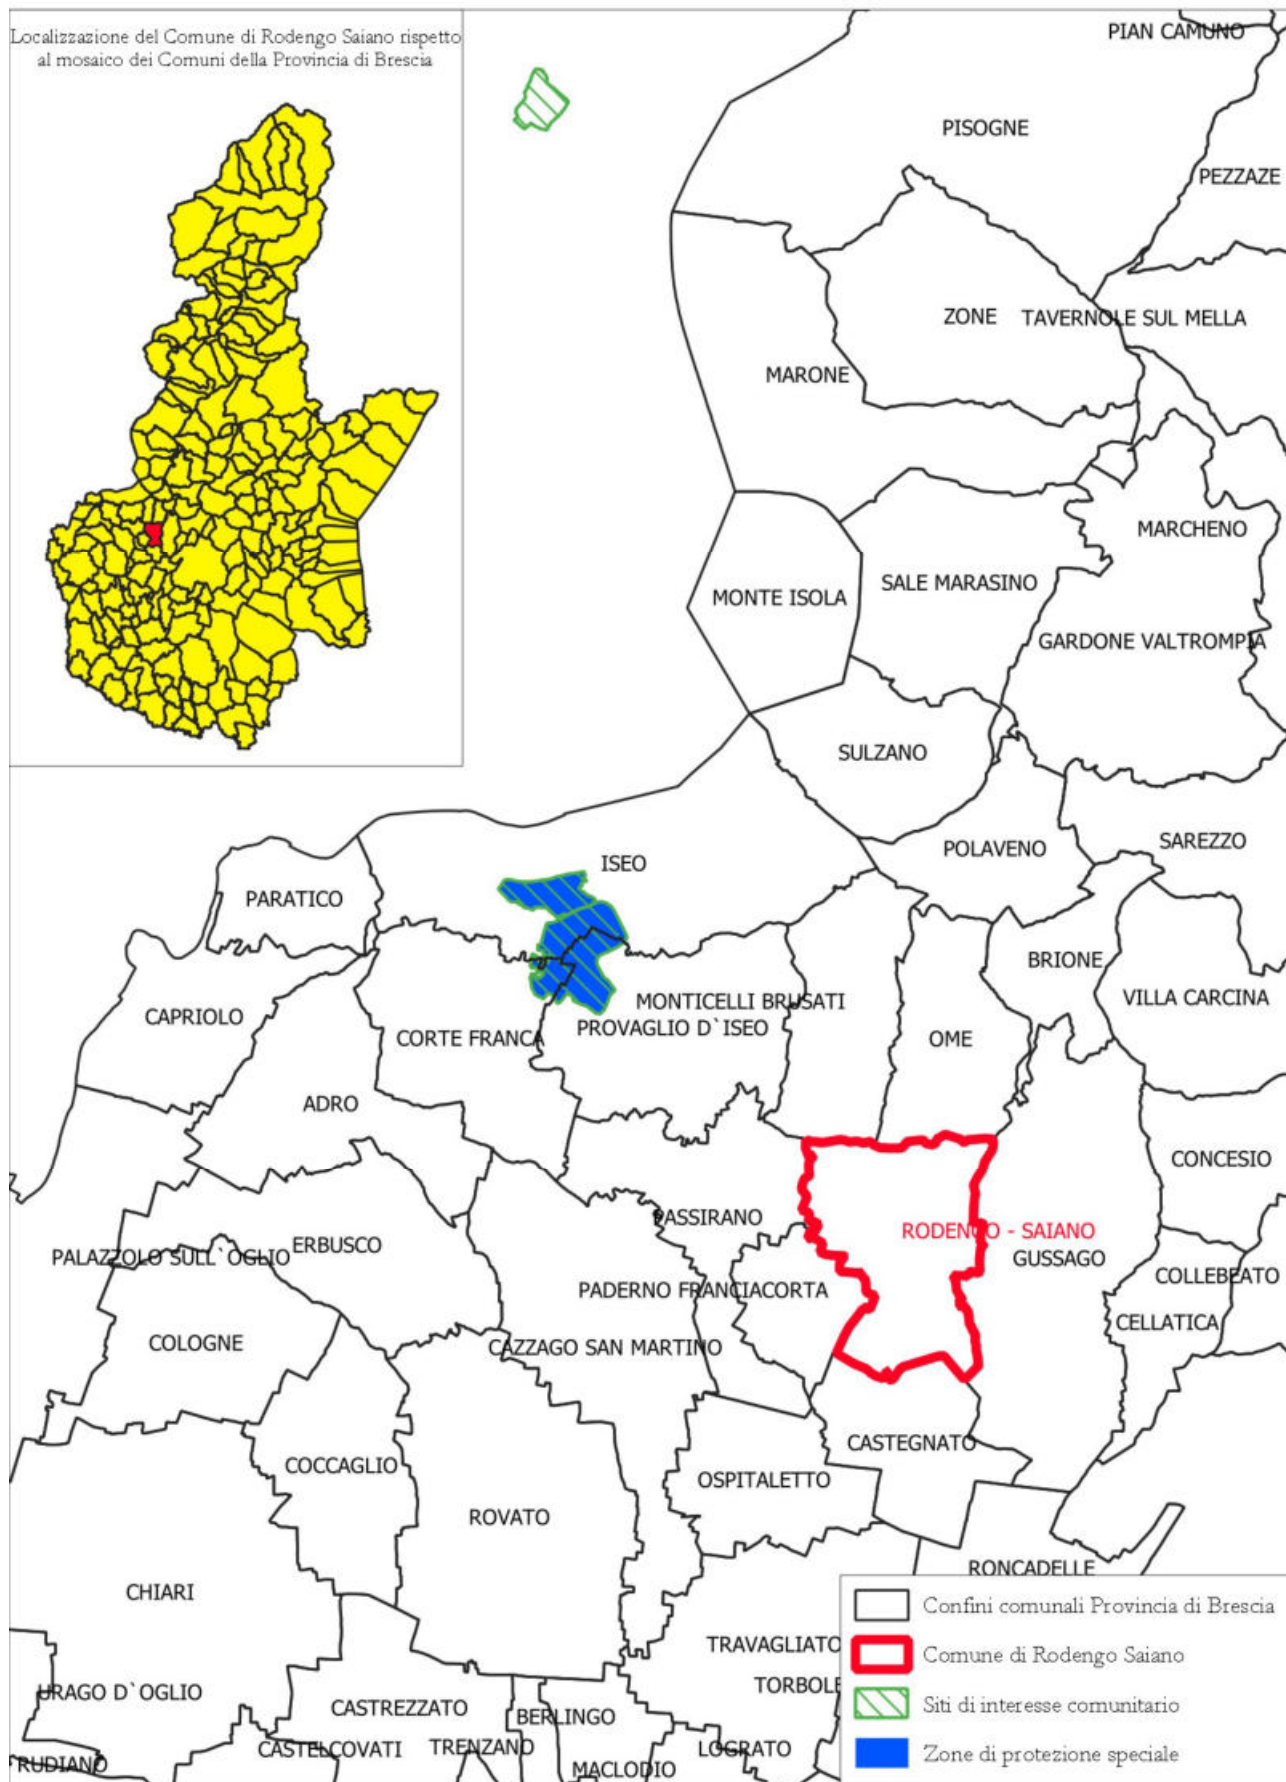 Localizzazione del Comune di Rodengo Saiano rispetto
al mosaico dei Comuni della Provincia di Brescia
PIAN CAMUNO
PISOGNE
PEZZAZE
ZONE
TAVERNOLE SUL MELLA
MARONE
MARCHENO
SALE MARASINO
MONTE ISOLA
GARDONE VALTROMPIA
SULZANO
POLAVENO
SAREZZO
ISEO
PARATICO
BRIONE
VILLA CARCINA
MONTICELLI BRUSATI
CAPRIOLO
PROVAGLIO D`ISEO
CORTE FRANCA
OME
ADRO
CONCESIO
PASSIRANO
RODENGO - SAIANO
ERBUSCO
PALAZZOLO SULL`OGLIO
GUSSAGO
COLLEBEATO
PADERNO FRANCIACORTA
CELLATICA
COLOGNE
CAZZAGO SAN MARTINO
CASTEGNATO
COCCAGLIO
OSPITALETTO
ROVATO
RONCADELLE
CHIARI
TRAVAGLIATO
TORBOLE
URAGO D`OGLIO
CASTREZZATO
BERLINGO
CASTELCOVATI
TRENZANO
LOGRATO
RUDIANO
MACLODIO
Confini comunali Provincia di Brescia
Comune di Rodengo Saiano
Siti di interesse comunitario
Zone di protezione speciale